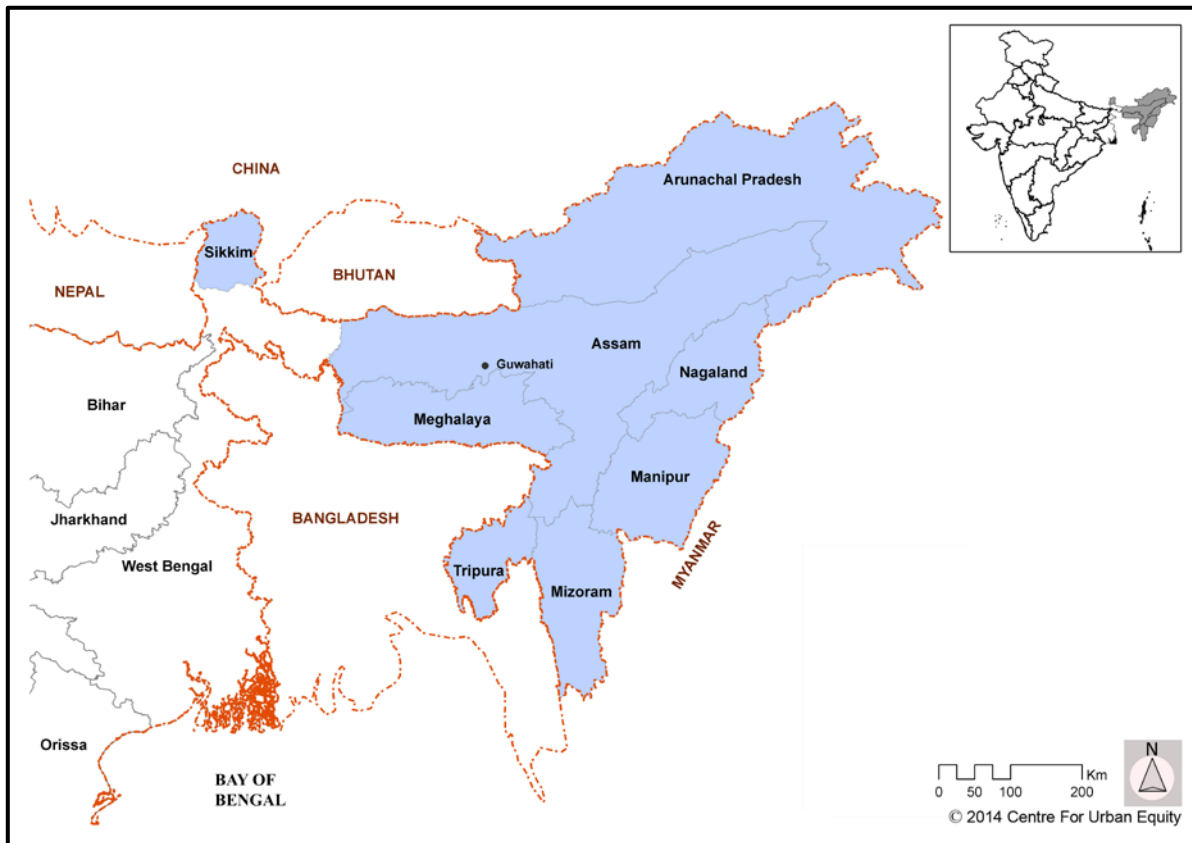 CHINA
Arunachal Pradesh
Sikkim
BHUTAN
NEPAL
Assam
Guwahati
Nagaland
Bihar
Meghalaya
Manipur
Jharkhand
BANGLADESH
MYANMAR
West Bengal
Tripura
Mizoram
Orissa
BAY OF
BENGAL
N
Km
0 50 100 200
© 2014 Centre For Urban Equity